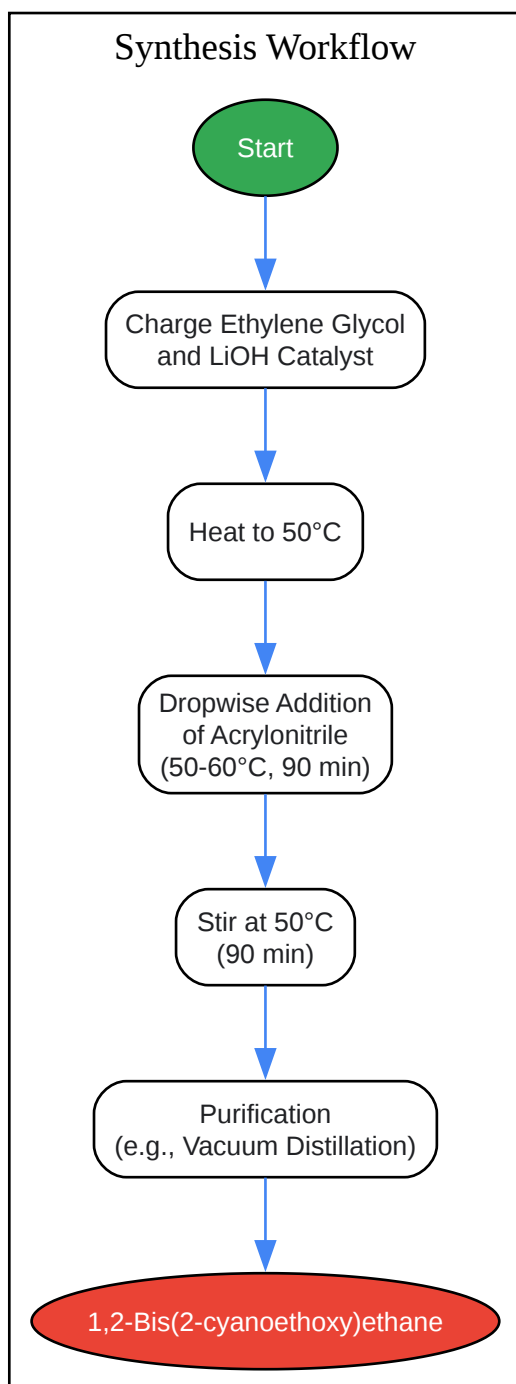 Synthesis Workflow
Start
Charge Ethylene Glycol
and LiOH Catalyst
Heat to 50°C
Dropwise Addition
of Acrylonitrile
(50-60°C, 90 min)
Stir at 50°C
(90 min)
Purification
(e.g., Vacuum Distillation)
1,2-Bis(2-cyanoethoxy)ethane